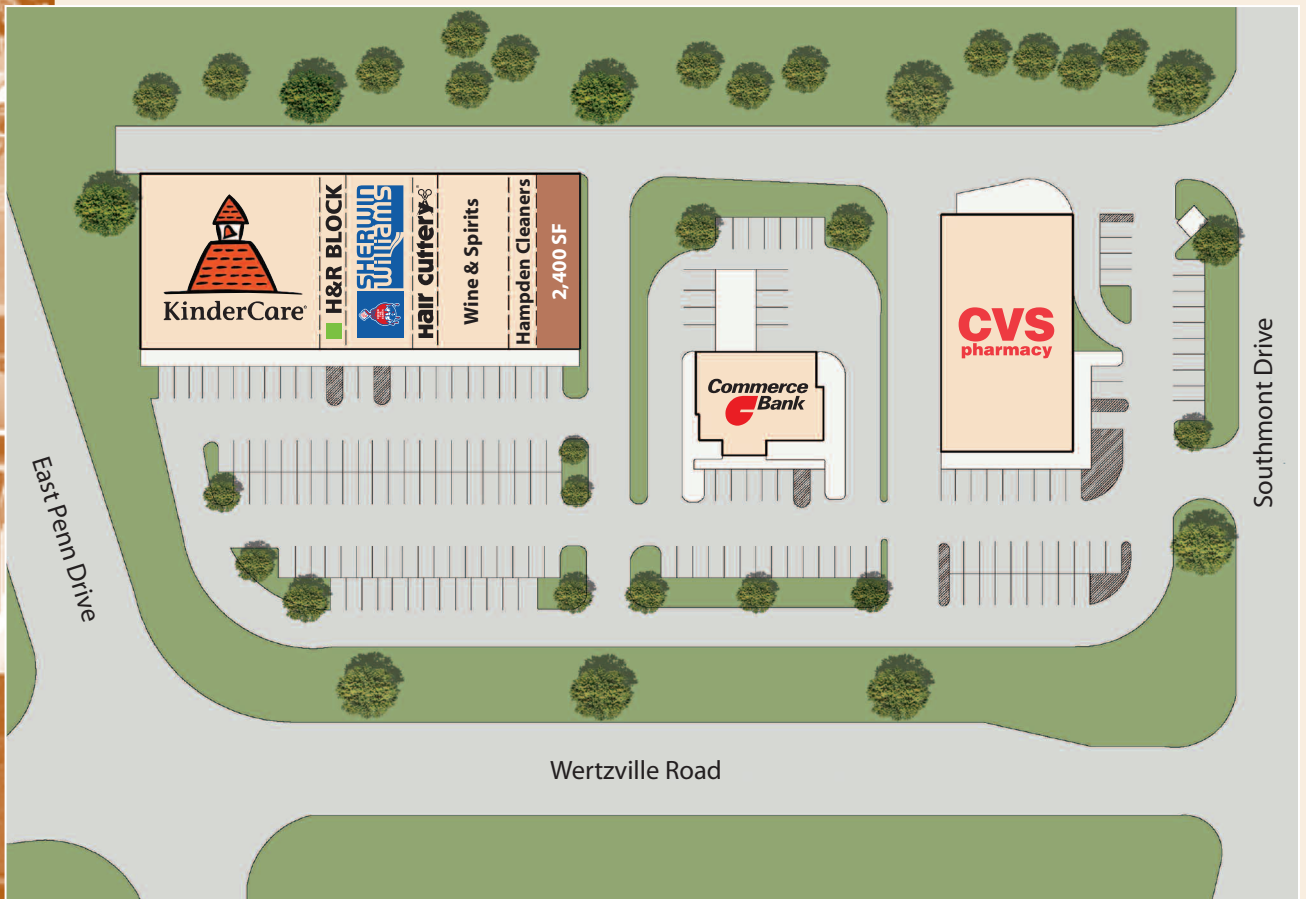 KinderCare
H&R BLOCK
SHERWIN
WILLIAMS
Hair cuttery
Wine & Spirits
Hampden Cleaners
2,400 SF
Commerce
Bank
CVS
pharmacy
East Penn Drive
Southmont Drive
Wertzville Road